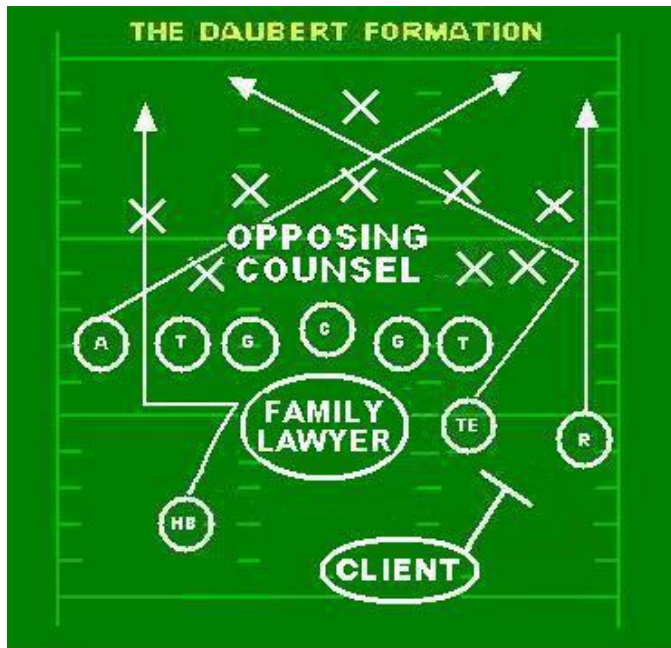 THE DAUBERT FORMATION
OPPOSING
COUNSEL
A T G C G T
FAMILY
LAWYER
TE
R
HB
CLIENT